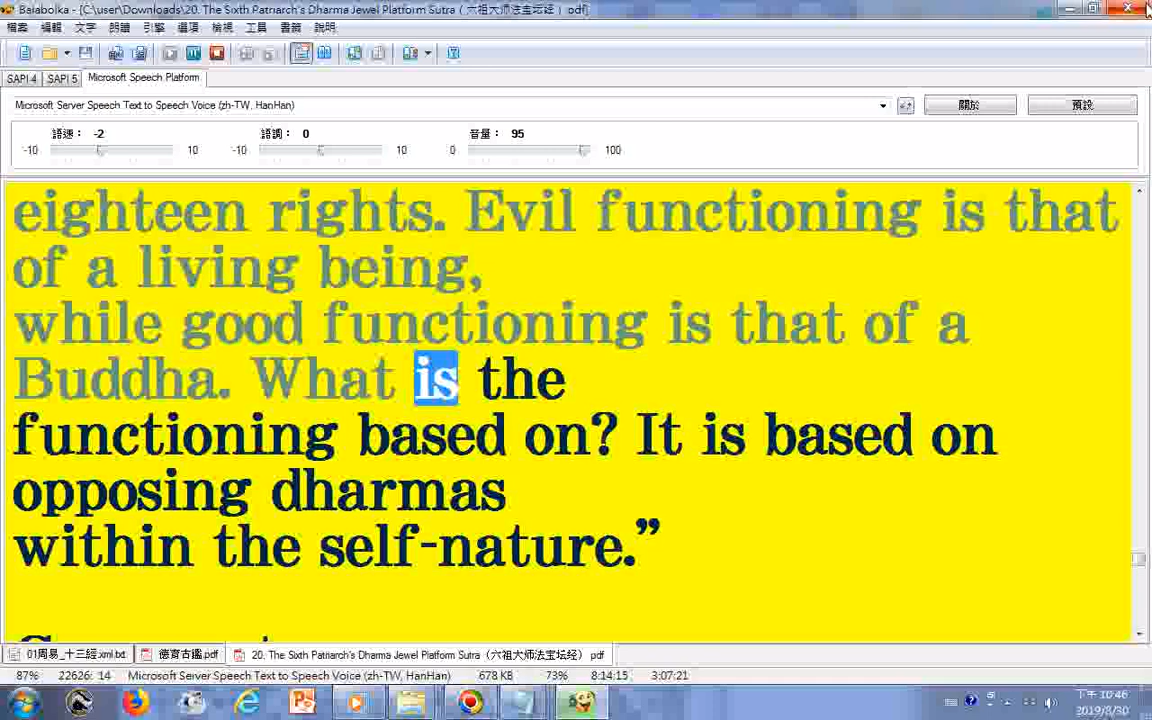 Balabolka - [C:\user\Downloads\20. The Sixth Patriarch's Dharma Jewel Platform Sutra（六祖大师法宝坛经）.pdf]
檔案 編輯 文字 朗讀 引擎 選項 檢視 工具 書籤 說明
SAPI 4 SAPI 5 Microsoft Speech Platform
Microsoft Server Speech Text to Speech Voice (zh-TW, HanHan) 關於 預設
語速： -2 語調： 0 音量： 95
-10 10 -10 10 0 100
eighteen rights. Evil functioning is that
of a living being,
while good functioning is that of a
Buddha. What is the
functioning based on? It is based on
opposing dharmas
within the self-nature.”
01周易_十三經.xml.txt 德育古鑑.pdf 20. The Sixth Patriarch's Dharma Jewel Platform Sutra（六祖大师法宝坛经）.pdf
87% 22626: 14 Microsoft Server Speech Text to Speech Voice (zh-TW, HanHan) 678 KB 73% 8:14:15 3:07:21
下午 10:46
2019/8/30